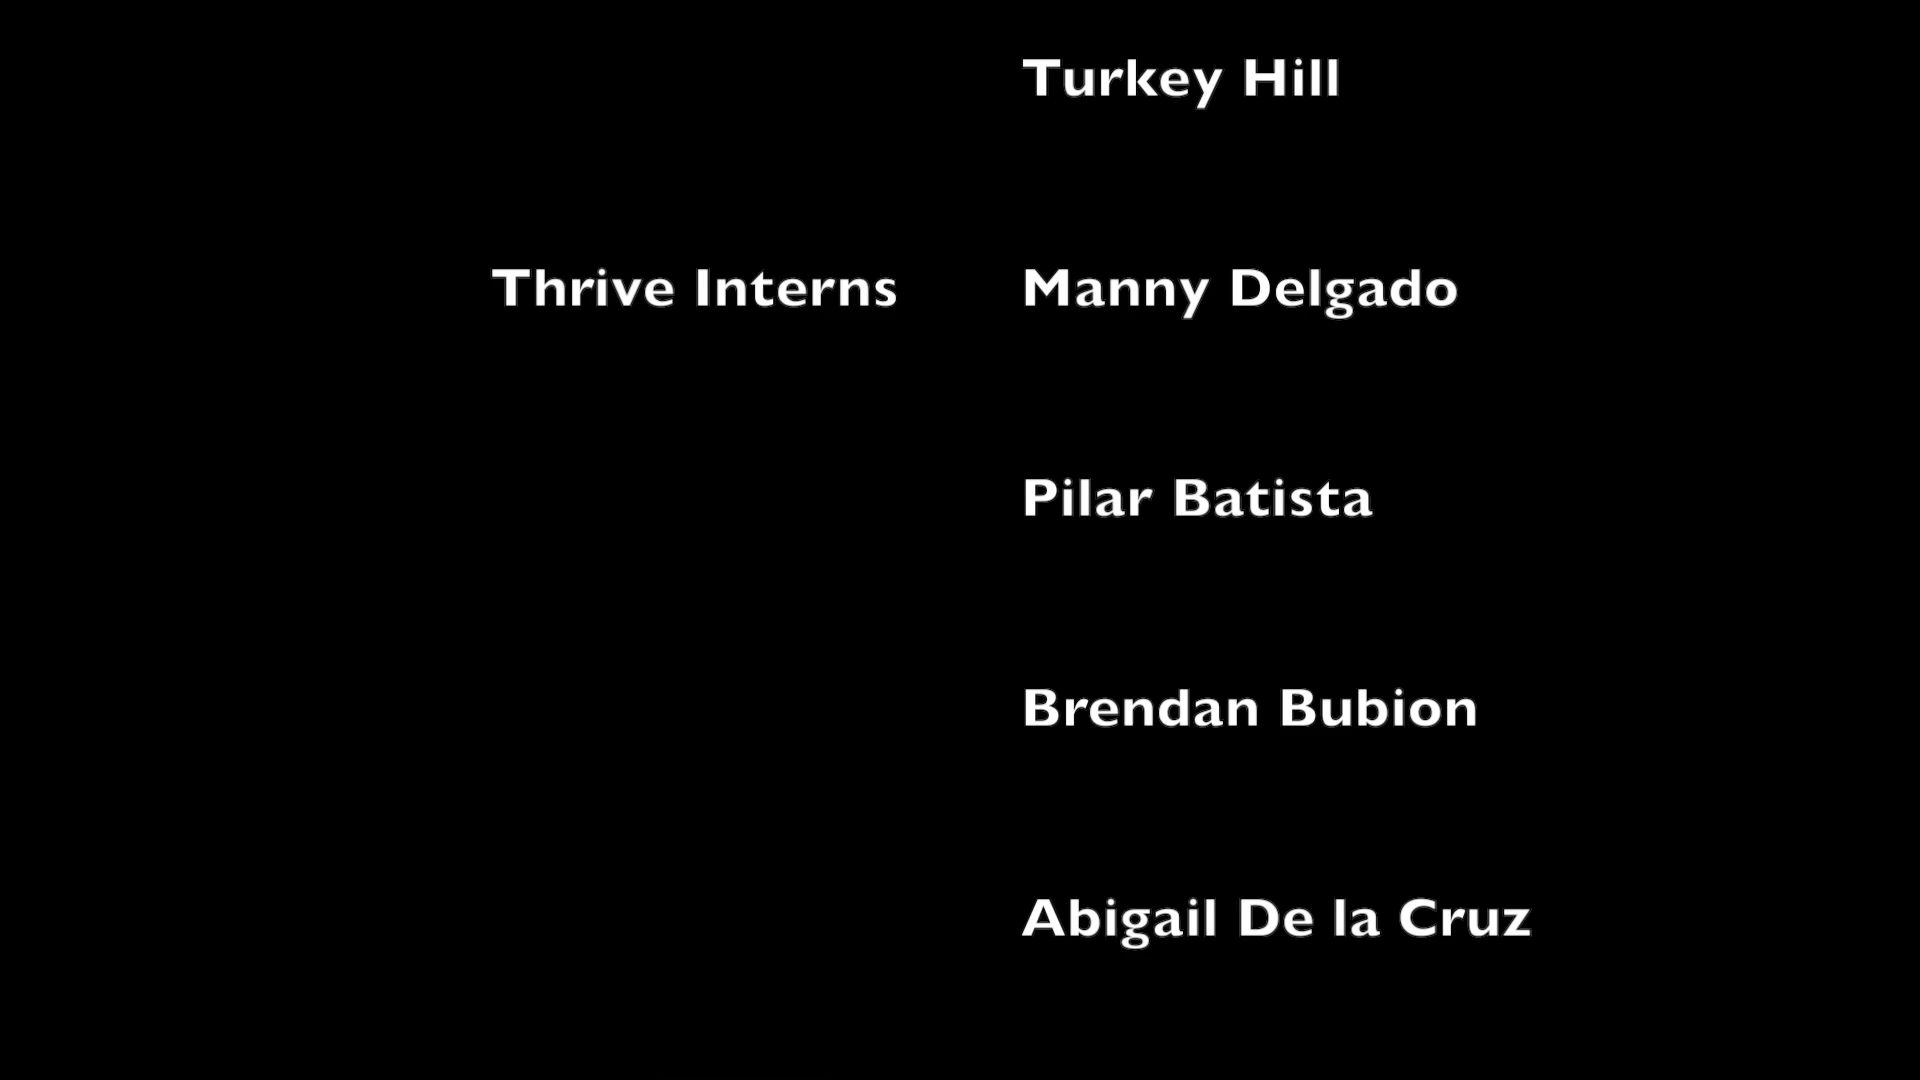 Turkey Hill
Thrive Interns Manny Delgado
Pilar Batista
Brendan Bubion
Abigail De la Cruz